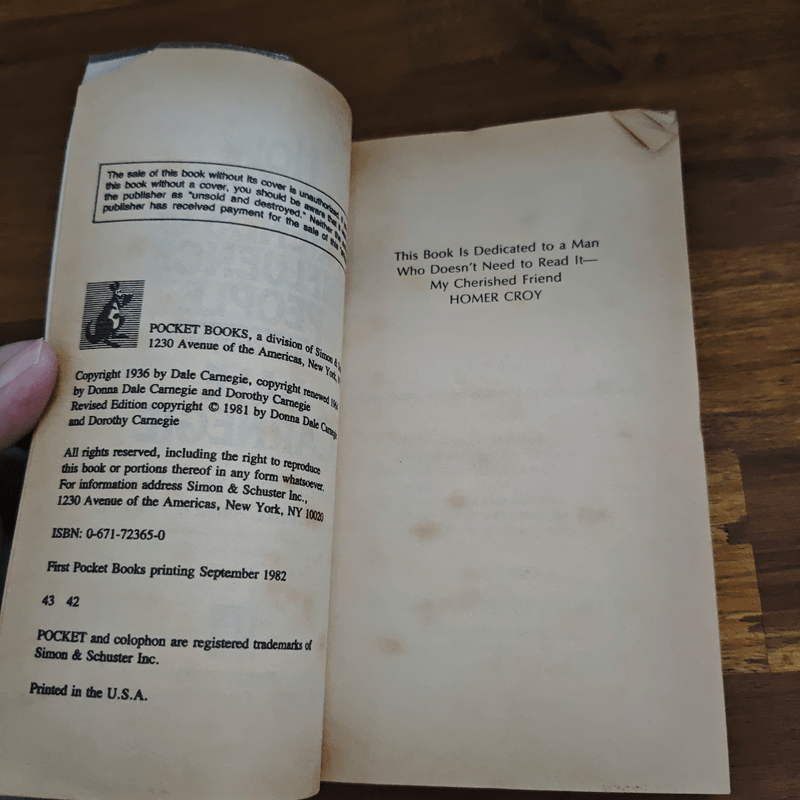 The sale of this book without its cover is unauthorized.
this book without a cover, you should be aware that
the publisher as "unsold and destroyed." Neither the
publisher has received payment for the sale of this
POCKET BOOKS, a division of Simon &
1230 Avenue of the Americas, New York,
Copyright 1936 by Dale Carnegie, copyright renewed
by Donna Dale Carnegie and Dorothy Carnegie
Revised Edition copyright © 1981 by Donna Dale Carnegie
and Dorothy Carnegie
All rights reserved, including the right to reproduce
this book or portions thereof in any form whatsoever.
For information address Simon & Schuster Inc.,
1230 Avenue of the Americas, New York, NY 10020
ISBN: 0-671-72365-0
First Pocket Books printing September 1982
43 42
POCKET and colophon are registered trademarks of
Simon & Schuster Inc.
Printed in the U.S.A.
This Book Is Dedicated to a Man
Who Doesn't Need to Read It—
My Cherished Friend
HOMER CROY